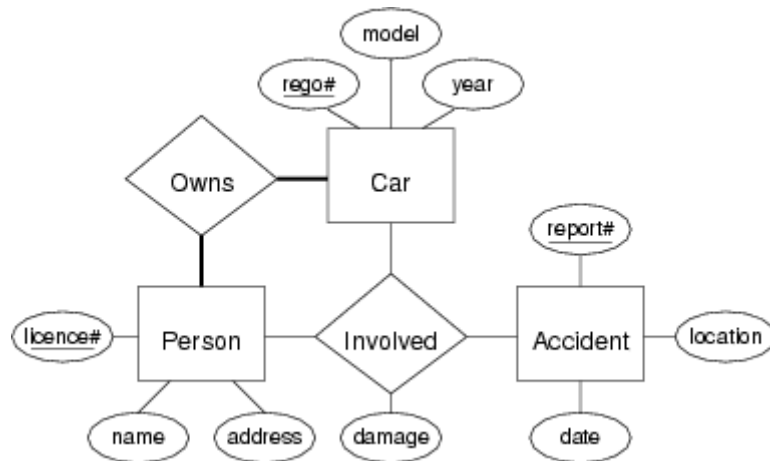 model
rego#
year
Owns
Car
report#
licence#
Person
Involved
Accident
location
name
address
damage
date